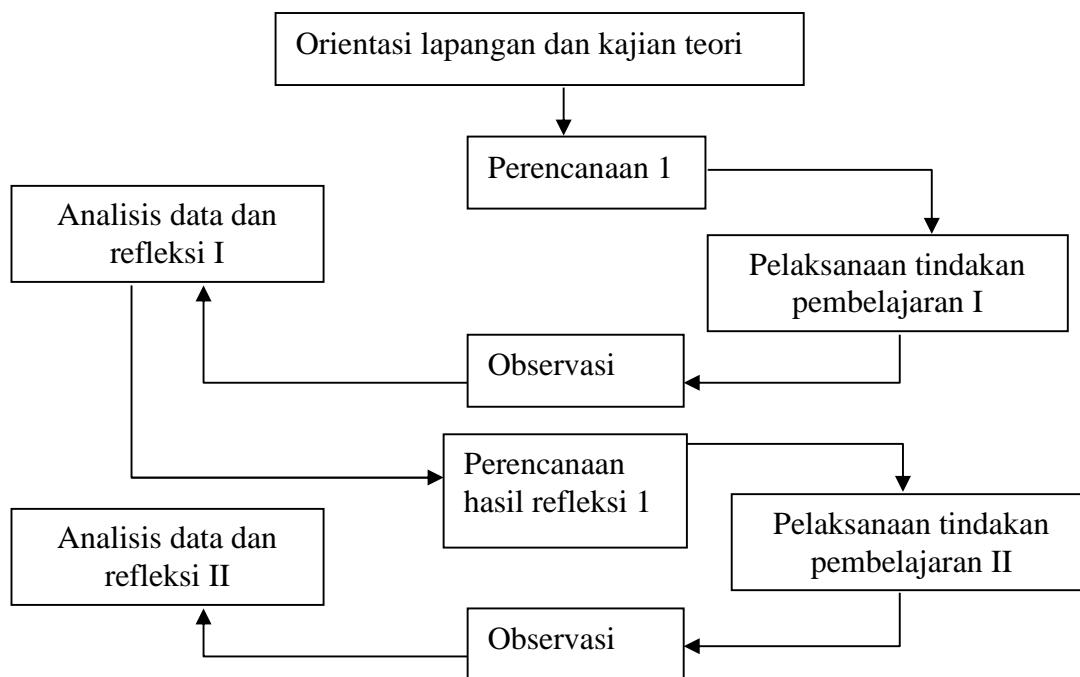 Orientasi lapangan dan kajian teori
Perencanaan 1
Analisis data dan
refleksi I
Pelaksanaan tindakan
pembelajaran I
Observasi
Perencanaan
hasil refleksi 1
Analisis data dan
refleksi II
Pelaksanaan tindakan
pembelajaran II
Observasi